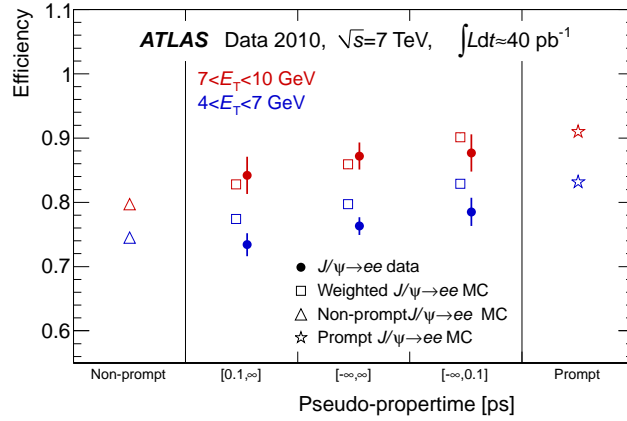 ATLAS Data 2010, √s=7 TeV, ∫Ldt≈40 pb⁻¹
7<E_T<10 GeV
4<E_T<7 GeV
Efficiency
1.1
1
0.9
0.8
0.7
0.6
J/ψ→ee data
Weighted J/ψ→ee MC
Non-promptJ/ψ→ee MC
Prompt J/ψ→ee MC
Non-prompt [0.1,∞] [-∞,∞] [-∞,0.1] Prompt
Pseudo-propertime [ps]